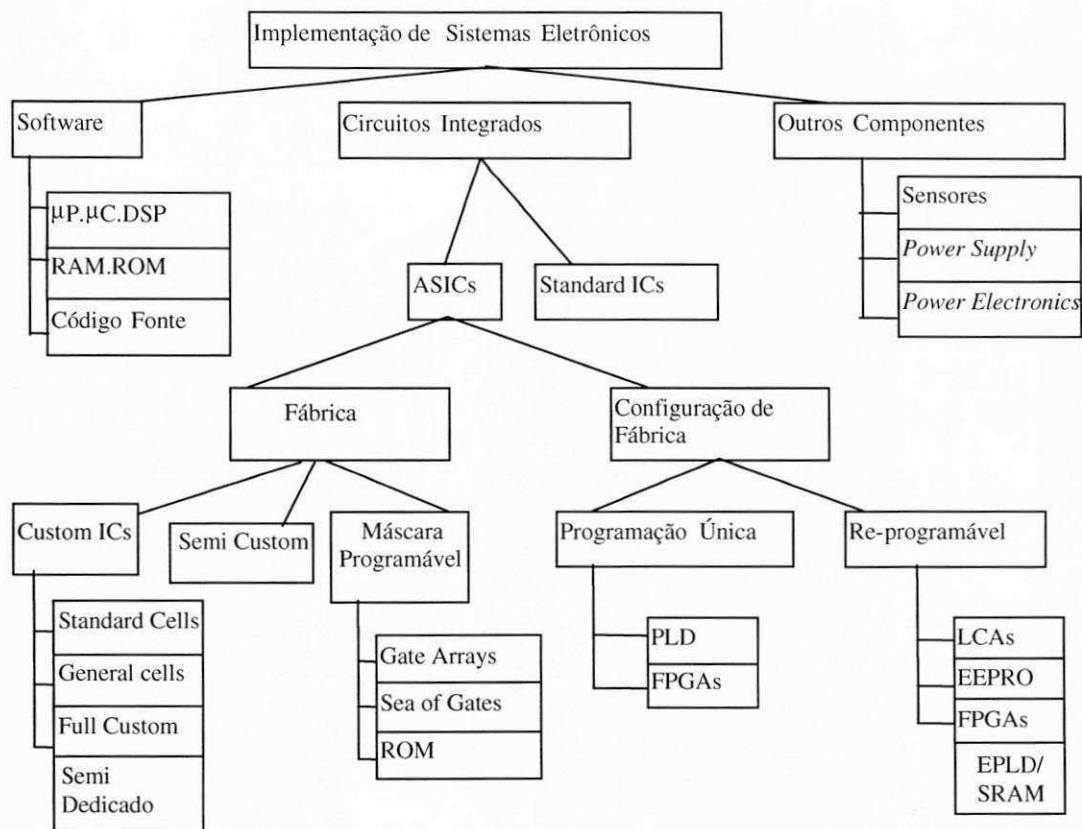 Implementação de Sistemas Eletrônicos
Software
Circuitos Integrados
Outros Componentes
μP.μC.DSP
RAM.ROM
Código Fonte
Sensores
Power Supply
Power Electronics
ASICs
Standard ICs
Fábrica
Configuração de
Fábrica
Custom ICs
Semi Custom
Máscara
Programável
Programação Única
Re-programável
Standard Cells
General cells
Full Custom
Semi
Dedicado
Gate Arrays
Sea of Gates
ROM
PLD
FPGAs
LCAs
EEPRO
FPGAs
EPLD/
SRAM